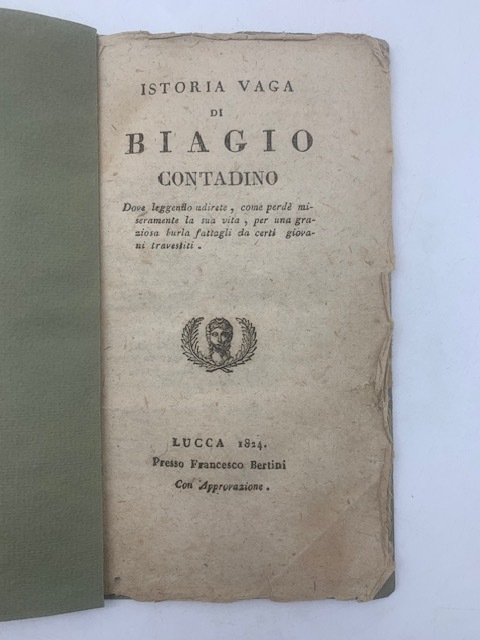 ISTORIA VAGA
DI
BIAGIO
CONTADINO
Dove leggendo udirete, come perdè mi-
seramente la sua vita, per una gra-
ziosa burla fattagli da certi giova-
ni travestiti.
LUCCA 1824.
Presso Francesco Bertini
Con Approvazione.